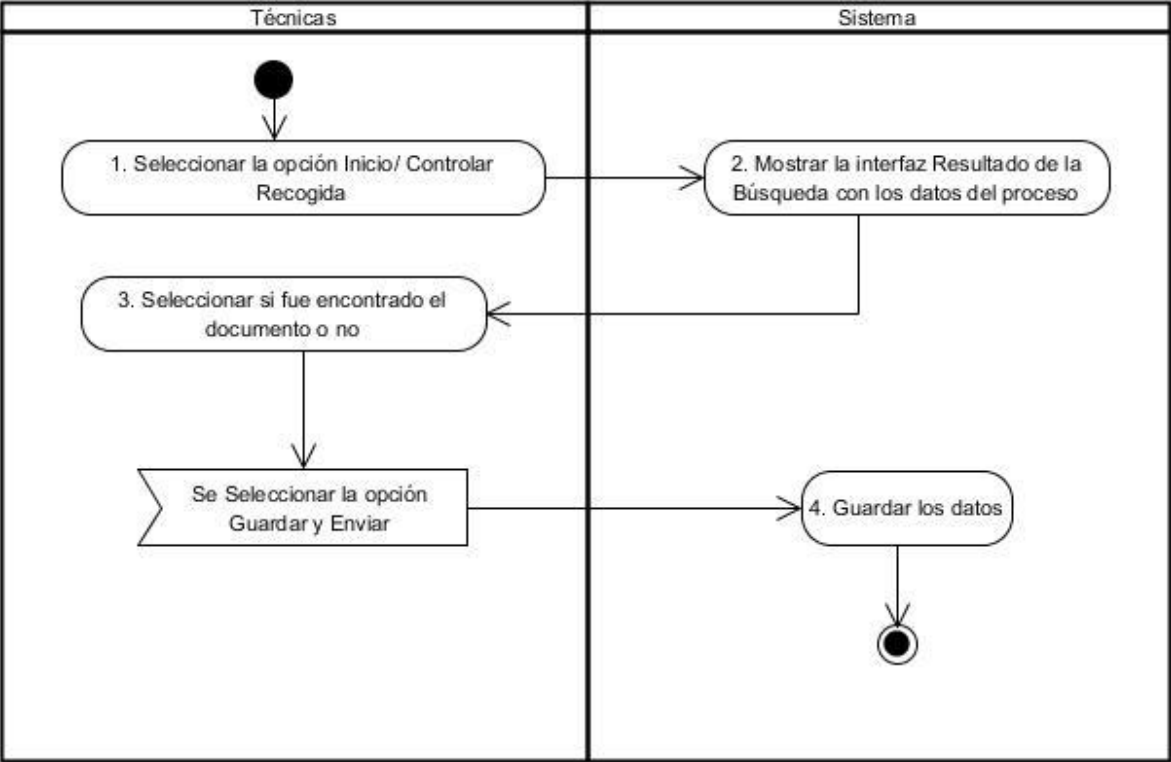 Técnicas
Sistema
1. Seleccionar la opción Inicio/ Controlar
Recogida
2. Mostrar la interfaz Resultado de la
Búsqueda con los datos del proceso
3. Seleccionar si fue encontrado el
documento o no
Se Seleccionar la opción
Guardar y Enviar
4. Guardar los datos